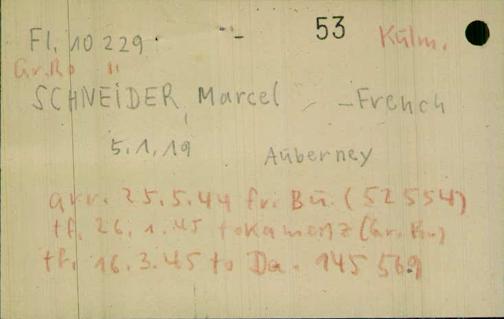 Fl. 10 229 53 Külm.
Gr. Ro "
SCHNEIDER, Marcel - French
5.1.19 Auberney
arr. 25.5.44 fr. Bu. (52554)
tf. 26.1.45 to Kamenz (Gr. Ro.)
tf. 16.3.45 to Da. 145 569